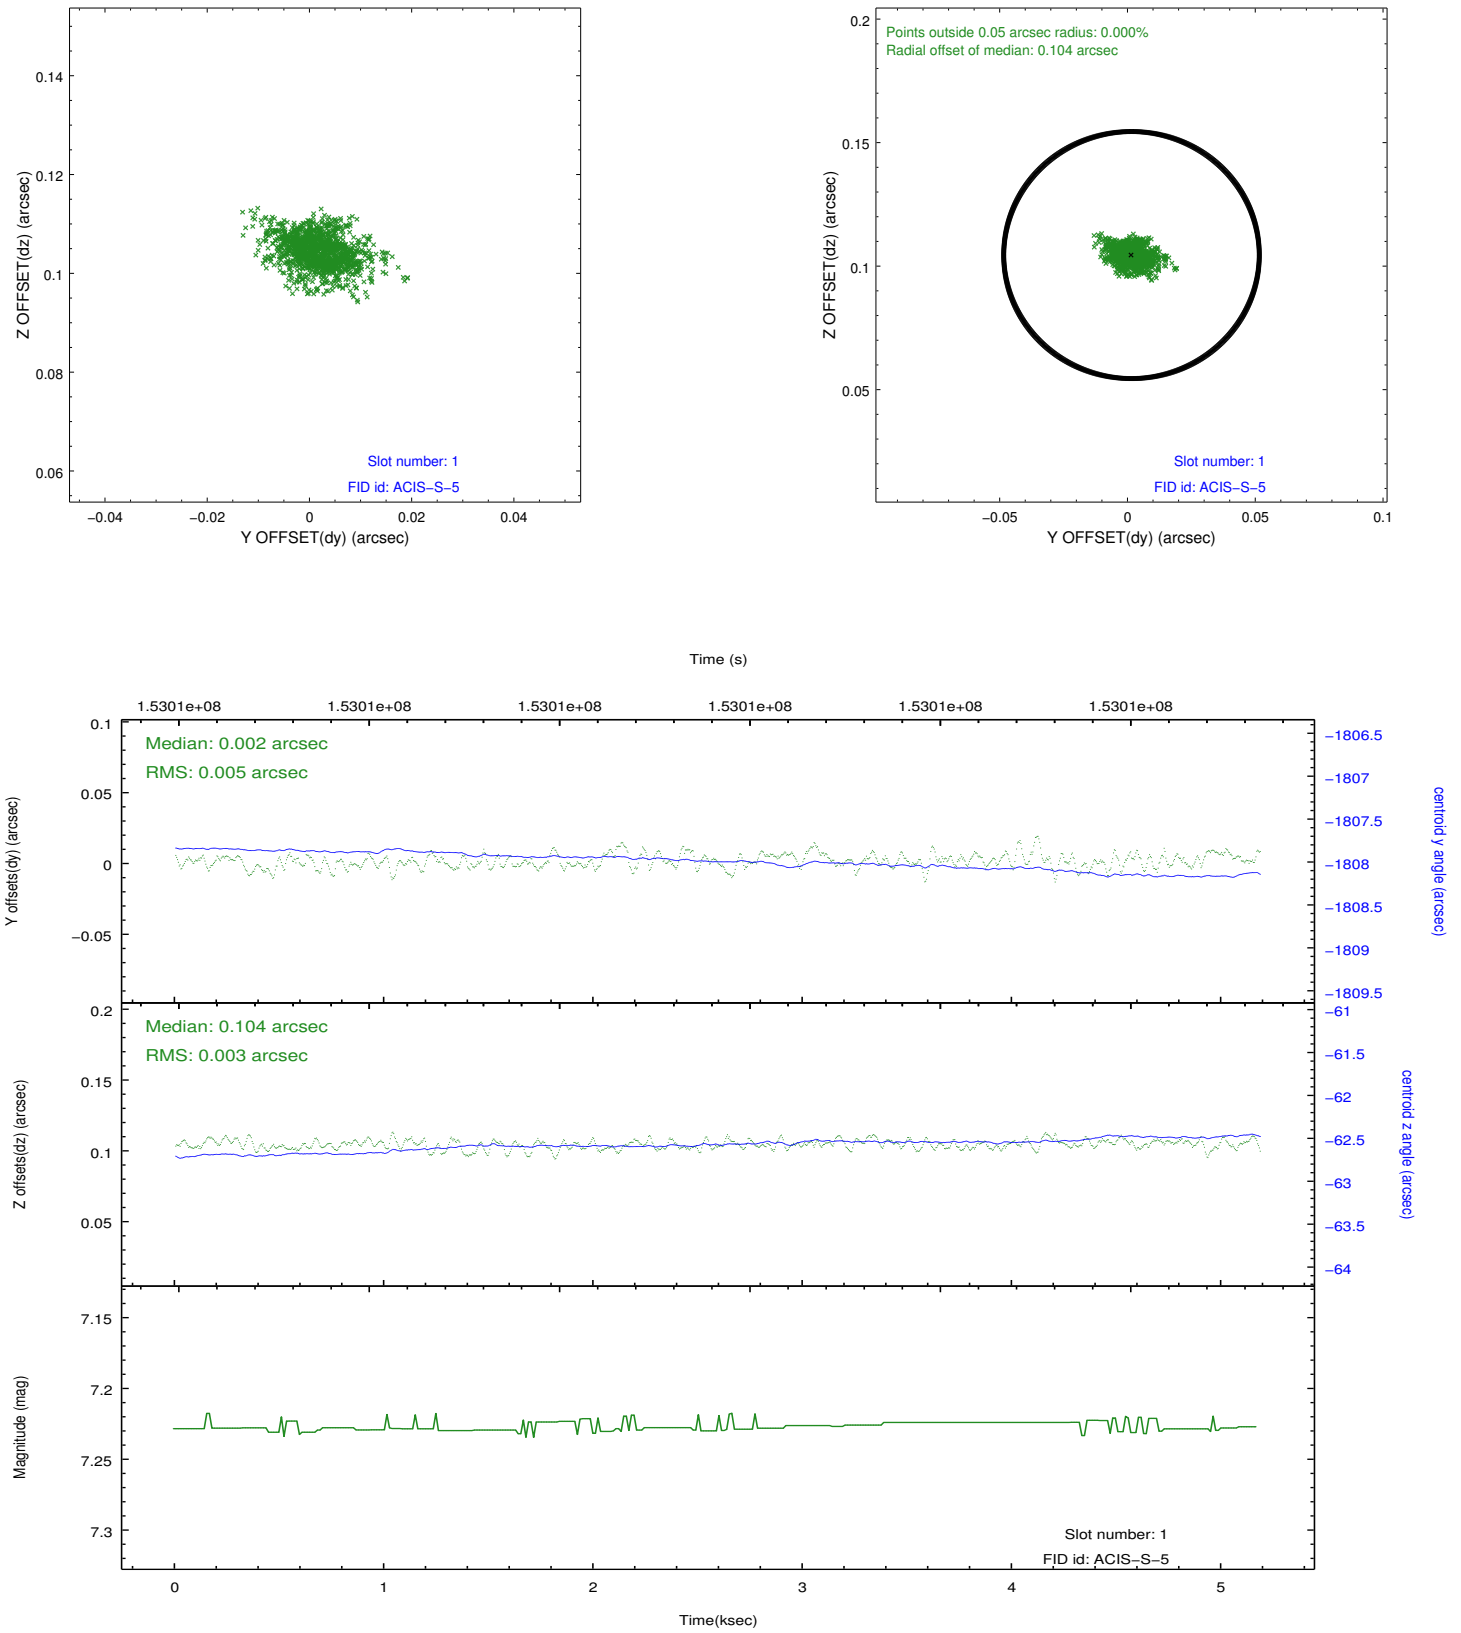 0.14
0.12
0.1
0.08
0.06
Z OFFSET(dz) (arcsec)
Slot number: 1
FID id: ACIS−S−5
−0.04
−0.02
0
0.02
0.04
Y OFFSET(dy) (arcsec)
Points outside 0.05 arcsec radius: 0.000%
Radial offset of median: 0.104 arcsec
0.2
0.15
0.1
0.05
Z OFFSET(dz) (arcsec)
Slot number: 1
FID id: ACIS−S−5
−0.05
0
0.05
0.1
Y OFFSET(dy) (arcsec)
Time (s)
1.5301e+08
1.5301e+08
1.5301e+08
1.5301e+08
1.5301e+08
1.5301e+08
Median: 0.002 arcsec
RMS: 0.005 arcsec
0.1
0.05
0
−0.05
Y offsets(dy) (arcsec)
−1806.5
−1807
−1807.5
−1808
−1808.5
−1809
−1809.5
centroid y angle (arcsec)
Median: 0.104 arcsec
RMS: 0.003 arcsec
0.2
0.15
0.1
0.05
Z offsets(dz) (arcsec)
−61
−61.5
−62
−62.5
−63
−63.5
−64
centroid z angle (arcsec)
7.15
7.2
7.25
7.3
Magnitude (mag)
Slot number: 1
FID id: ACIS−S−5
0
1
2
3
4
5
Time(ksec)